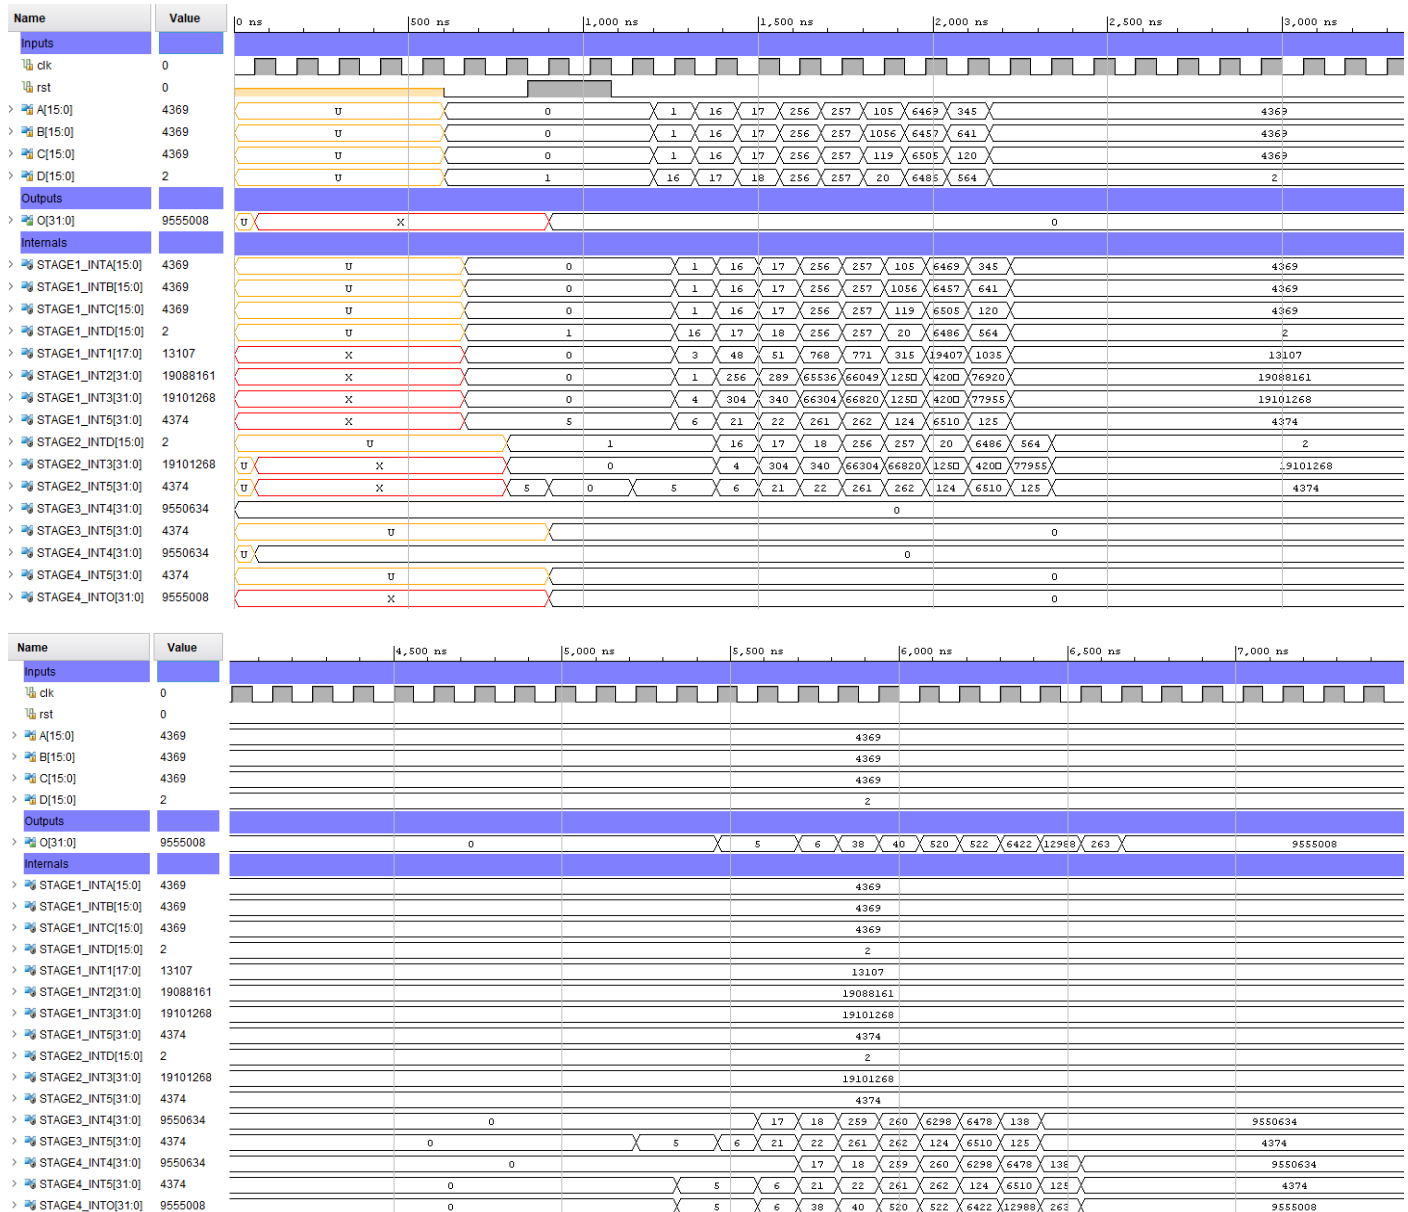 Name Value 0 ns 500 ns 1,000 ns 1,500 ns 2,000 ns 2,500 ns 3,000 ns
Inputs
clk 0
rst 0
A[15:0] 4369 U 0 1 16 17 256 257 105 6469 345 4369
B[15:0] 4369 U 0 1 16 17 256 257 1056 6457 641 4369
C[15:0] 4369 U 0 1 16 17 256 257 119 6505 120 4369
D[15:0] 2 U 1 16 17 18 256 257 20 6486 564 2
Outputs
O[31:0] 9555008 U X 0
Internals
STAGE1_INTA[15:0] 4369 U 0 1 16 17 256 257 105 6469 345 4369
STAGE1_INTB[15:0] 4369 U 0 1 16 17 256 257 1056 6457 641 4369
STAGE1_INTC[15:0] 4369 U 0 1 16 17 256 257 119 6505 120 4369
STAGE1_INTD[15:0] 2 U 1 16 17 18 256 257 20 6486 564 2
STAGE1_INT1[17:0] 13107 X 0 3 48 51 768 771 315 19407 1035 13107
STAGE1_INT2[31:0] 19088161 X 0 1 256 289 65536 66049 125□ 420□ 76920 19088161
STAGE1_INT3[31:0] 19101268 X 0 4 304 340 66304 66820 125□ 420□ 77955 19101268
STAGE1_INT5[31:0] 4374 X 5 6 21 22 261 262 124 6510 125 4374
STAGE2_INTD[15:0] 2 U 1 16 17 18 256 257 20 6486 564 2
STAGE2_INT3[31:0] 19101268 U X 0 4 304 340 66304 66820 125□ 420□ 77955 19101268
STAGE2_INT5[31:0] 4374 U X 5 0 5 6 21 22 261 262 124 6510 125 4374
STAGE3_INT4[31:0] 9550634 0
STAGE3_INT5[31:0] 4374 U 0
STAGE4_INT4[31:0] 9550634 U 0
STAGE4_INT5[31:0] 4374 U 0
STAGE4_INTO[31:0] 9555008 X 0
Name Value 4,500 ns 5,000 ns 5,500 ns 6,000 ns 6,500 ns 7,000 ns
Inputs
clk 0
rst 0
A[15:0] 4369 4369
B[15:0] 4369 4369
C[15:0] 4369 4369
D[15:0] 2 2
Outputs
O[31:0] 9555008 0 5 6 38 40 520 522 6422 12988 263 9555008
Internals
STAGE1_INTA[15:0] 4369 4369
STAGE1_INTB[15:0] 4369 4369
STAGE1_INTC[15:0] 4369 4369
STAGE1_INTD[15:0] 2 2
STAGE1_INT1[17:0] 13107 13107
STAGE1_INT2[31:0] 19088161 19088161
STAGE1_INT3[31:0] 19101268 19101268
STAGE1_INT5[31:0] 4374 4374
STAGE2_INTD[15:0] 2 2
STAGE2_INT3[31:0] 19101268 19101268
STAGE2_INT5[31:0] 4374 4374
STAGE3_INT4[31:0] 9550634 0 17 18 259 260 6298 6478 138 9550634
STAGE3_INT5[31:0] 4374 0 5 6 21 22 261 262 124 6510 125 4374
STAGE4_INT4[31:0] 9550634 0 17 18 259 260 6298 6478 138 9550634
STAGE4_INT5[31:0] 4374 0 5 6 21 22 261 262 124 6510 125 4374
STAGE4_INTO[31:0] 9555008 0 5 6 38 40 520 522 6422 12988 263 9555008